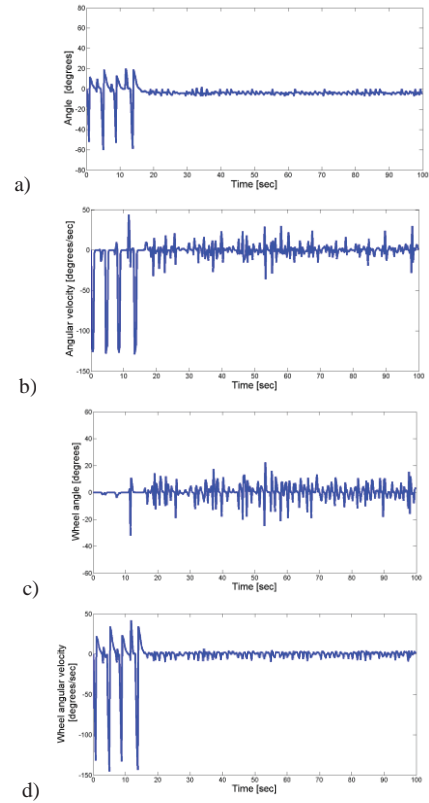 80
60
40
20
0
-20
-40
-60
-80
0 10 20 30 40 50 60 70 80 90 100
Angle [degrees]
Time [sec]
a)
50
0
-50
-100
-150
0 10 20 30 40 50 60 70 80 90 100
Angular velocity [degrees/sec]
Time [sec]
b)
60
40
20
0
-20
-40
-60
0 10 20 30 40 50 60 70 80 90 100
Wheel angle [degrees]
Time [sec]
c)
50
0
-50
-100
-150
0 10 20 30 40 50 60 70 80 90 100
Wheel angular velocity
[degrees/sec]
Time [sec]
d)